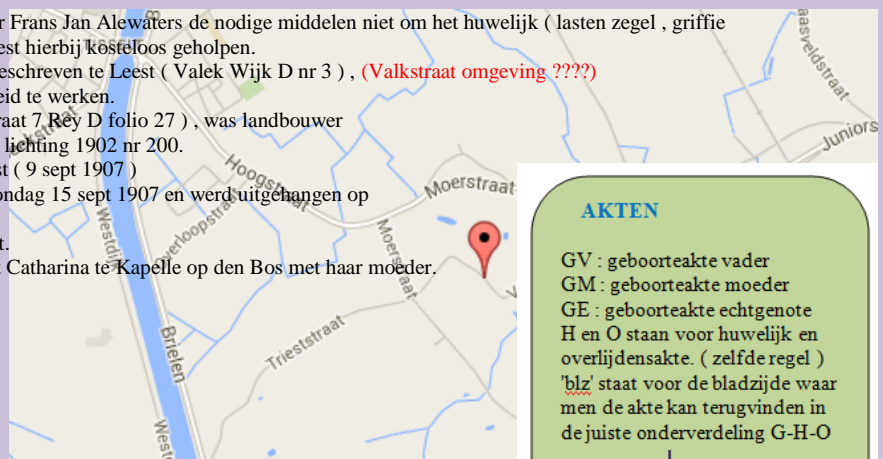 r Frans Jan Alewaters de nodige middelen niet om het huwelijk ( lasten zegel , griffie
est hierbij kosteloos geholpen.
eschreven te Leest ( Valek Wijk D nr 3 ) , (Valkstraat omgeving ????)
eid te werken.
raat 7 Rey D folio 27 ) , was landbouwer
lichting 1902 nr 200.
st ( 9 sept 1907 )
ondag 15 sept 1907 en werd uitgehangen op
t.
Catharina te Kapelle op den Bos met haar moeder.
aasveldstraat
Juniors
Hoogstraat
Moerstraat
Overloopstraat
Westdijk
Moerstraat
Trieststraat
Brielen
West
AKTEN
GV : geboorteakte vader
GM : geboorteakte moeder
GE : geboorteakte echtgenote
H en O staan voor huwelijk en
overlijdensakte. ( zelfde regel )
'blz' staat voor de bladzijde waar
men de akte kan terugvinden in
de juiste onderverdeling G-H-O